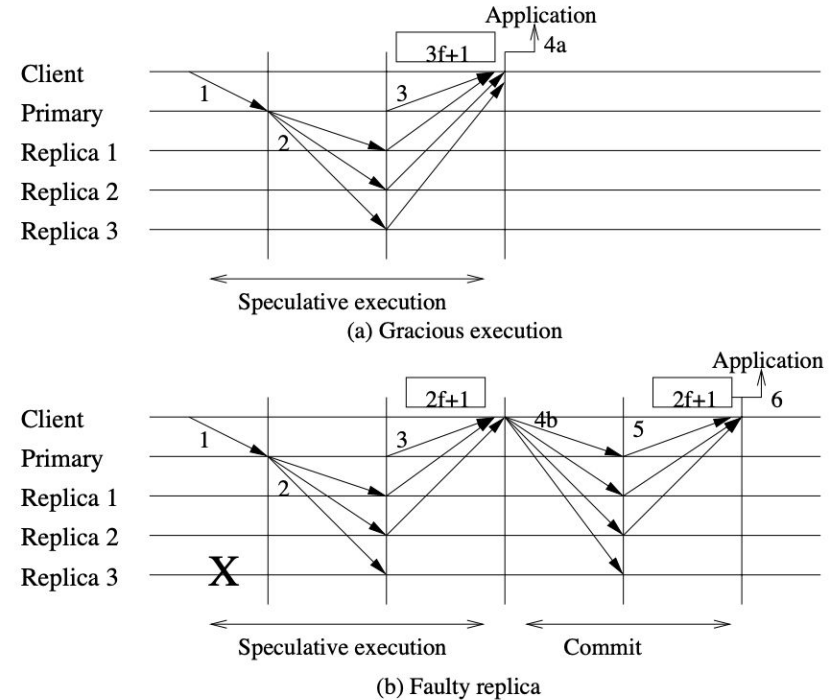 Application
3f+1
4a
Client
1
3
Primary
2
Replica 1
Replica 2
Replica 3
Speculative execution
(a) Gracious execution
Application
2f+1
2f+1
6
Client
1
3
4b
5
Primary
2
Replica 1
Replica 2
Replica 3
X
Speculative execution
Commit
(b) Faulty replica